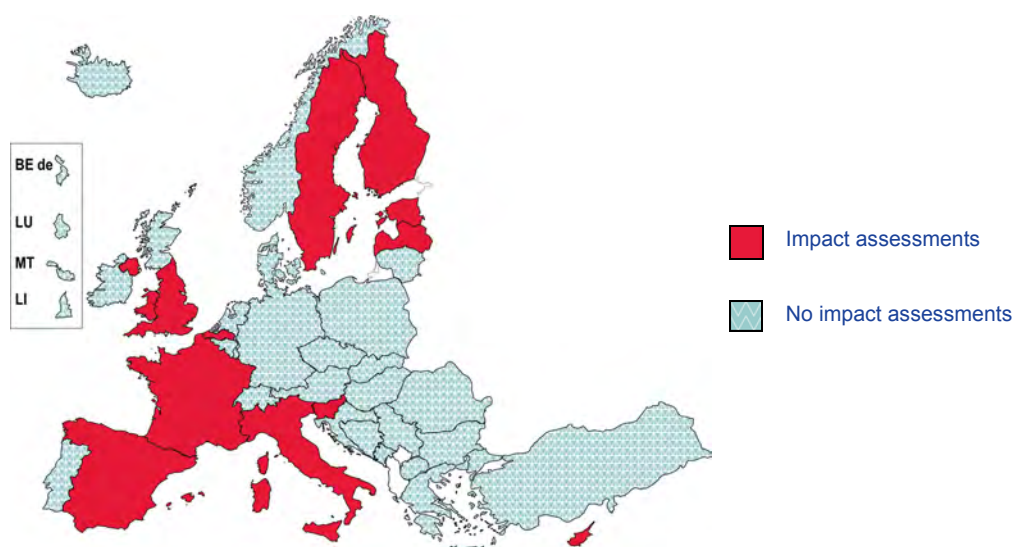 BE de
LU
MT
LI
Impact assessments
No impact assessments